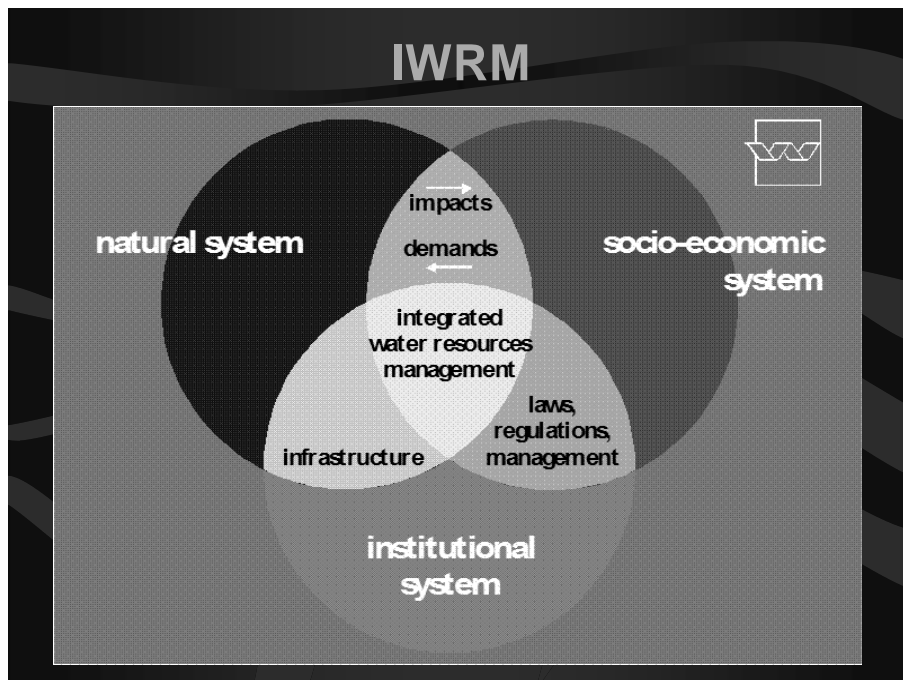 IWRM
impacts
natural system
demands
socio-economic
system
integrated
water resources
management
laws,
regulations,
management
infrastructure
institutional
system